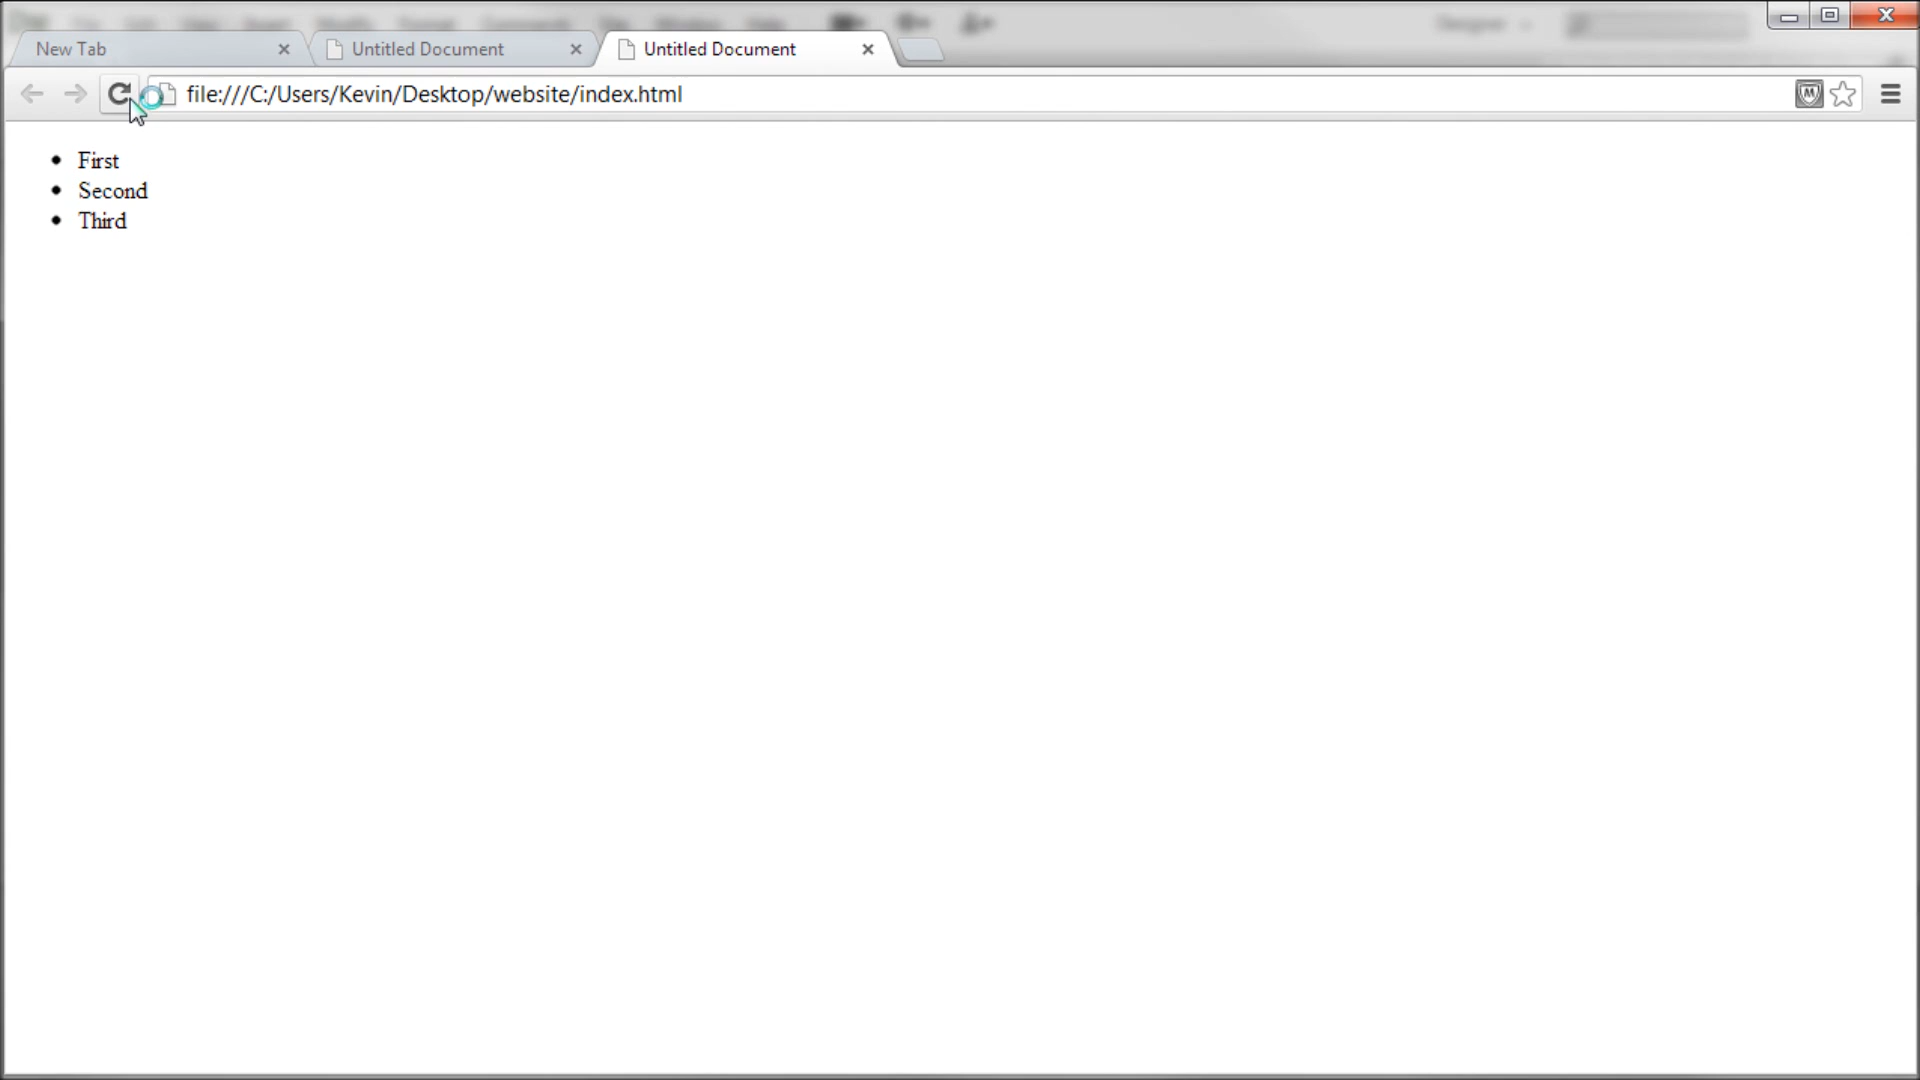 New Tab
Untitled Document
Untitled Document
file:///C:/Users/Kevin/Desktop/website/index.html
First
Second
Third